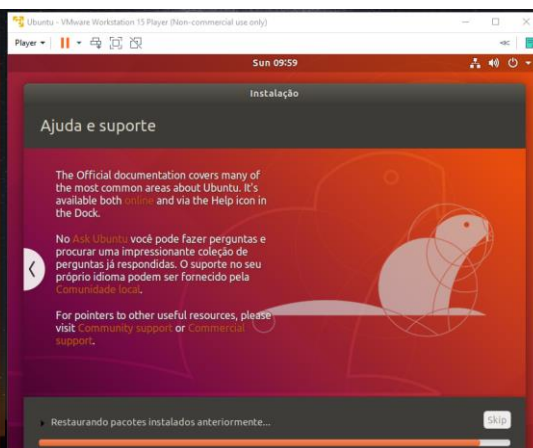 Ubuntu - VMware Workstation 15 Player (Non-commercial use only)
Player
Sun 09:59
Instalação
Ajuda e suporte
The Official documentation covers many of
the most common areas about Ubuntu. It's
available both online and via the Help icon in
the Dock.
No Ask Ubuntu você pode fazer perguntas e
procurar uma impressionante coleção de
perguntas já respondidas. O suporte no seu
próprio idioma podem ser fornecido pela
Comunidade local.
For pointers to other useful resources, please
visit Community support or Commercial
support.
Restaurando pacotes instalados anteriormente...
Skip